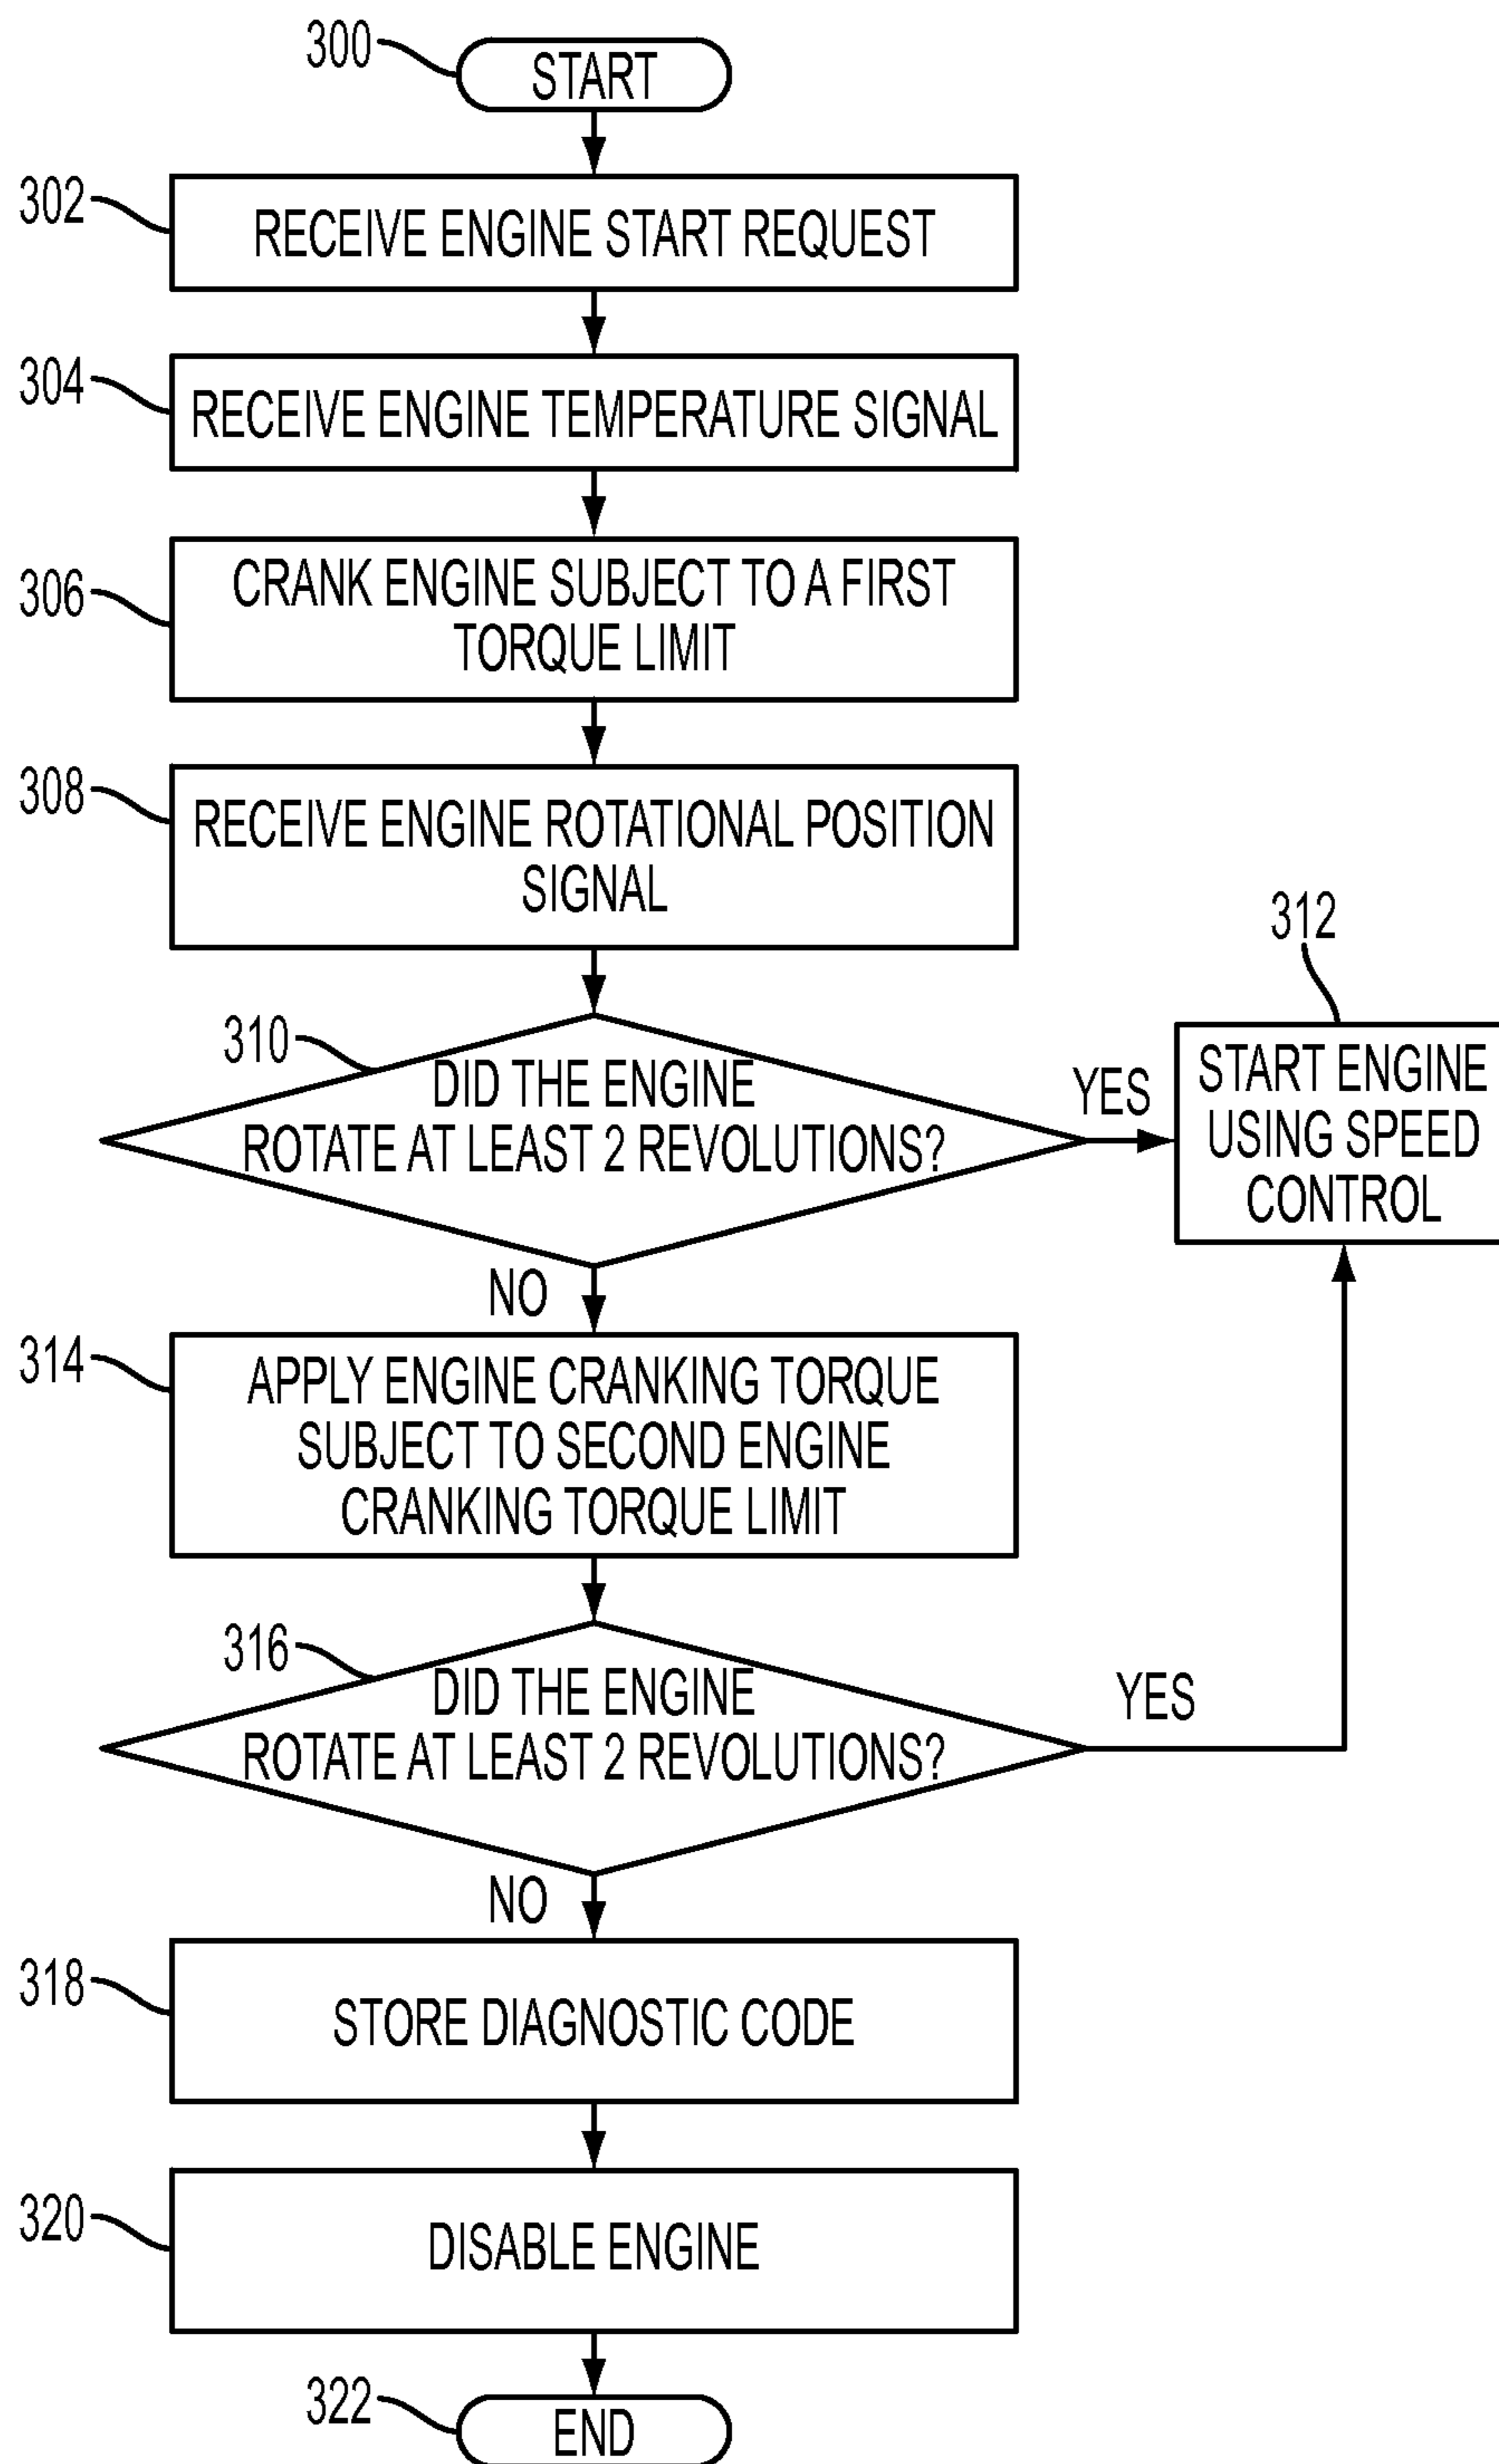 300
START
302
RECEIVE ENGINE START REQUEST
304
RECEIVE ENGINE TEMPERATURE SIGNAL
306
CRANK ENGINE SUBJECT TO A FIRST
TORQUE LIMIT
308
RECEIVE ENGINE ROTATIONAL POSITION
SIGNAL
310
DID THE ENGINE
ROTATE AT LEAST 2 REVOLUTIONS?
YES
312
START ENGINE
USING SPEED
CONTROL
NO
314
APPLY ENGINE CRANKING TORQUE
SUBJECT TO SECOND ENGINE
CRANKING TORQUE LIMIT
316
DID THE ENGINE
ROTATE AT LEAST 2 REVOLUTIONS?
YES
NO
318
STORE DIAGNOSTIC CODE
320
DISABLE ENGINE
322
END